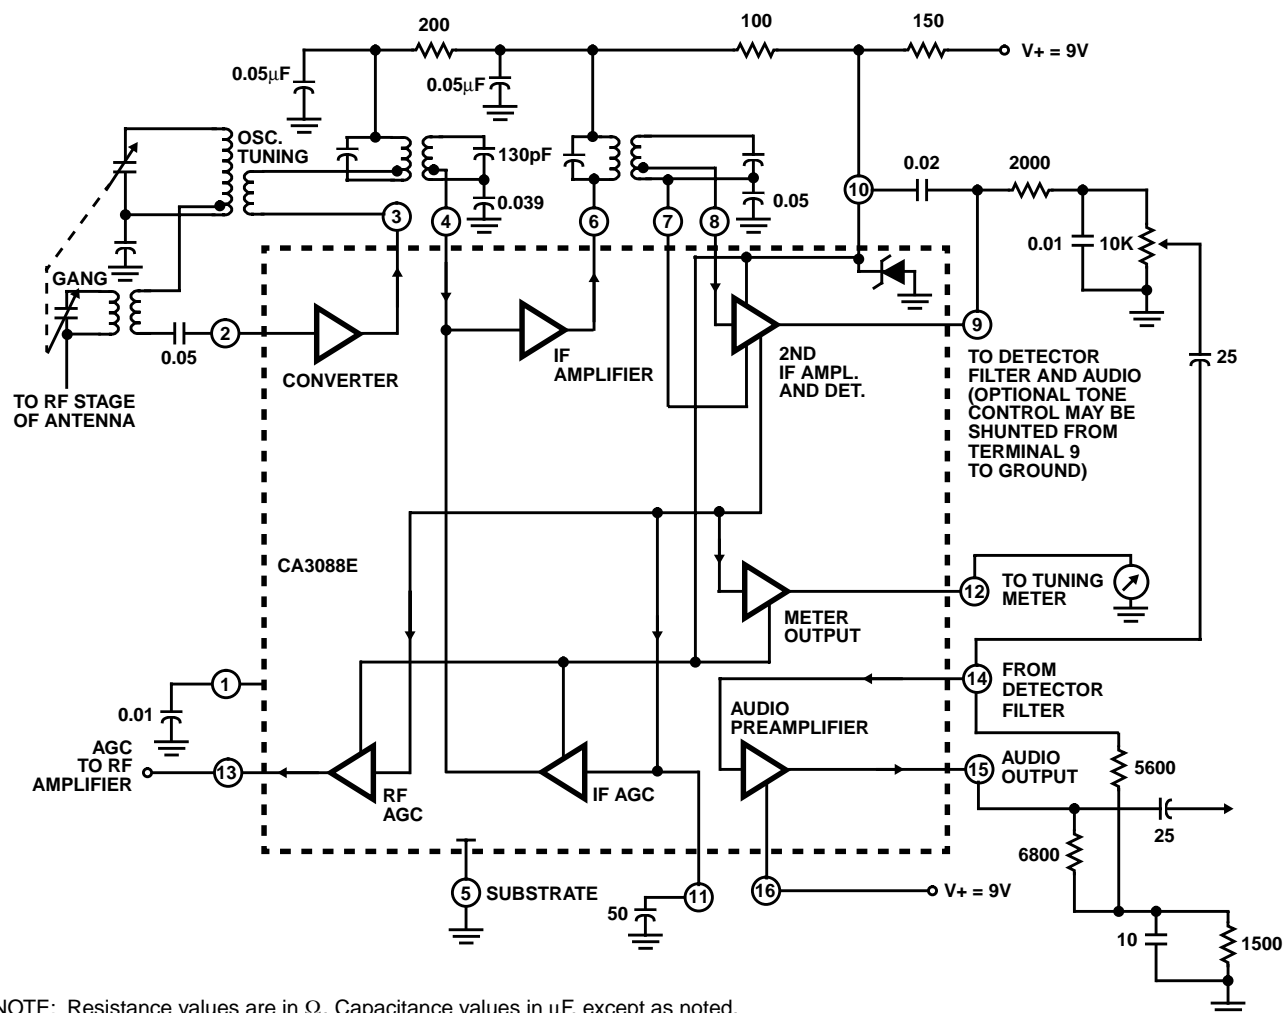 200
100
150
V+ = 9V
0.05μF
0.05μF
OSC.
TUNING
130pF
0.039
0.05
0.02
2000
0.01
10K
10
3
4
6
7
8
GANG
2
0.05
CONVERTER
IF
AMPLIFIER
2ND
IF AMPL.
AND DET.
9
25
TO RF STAGE
OF ANTENNA
TO DETECTOR
FILTER AND AUDIO
(OPTIONAL TONE
CONTROL MAY BE
SHUNTED FROM
TERMINAL 9
TO GROUND)
CA3088E
METER
OUTPUT
12
TO TUNING
METER
1
0.01
14
FROM
DETECTOR
FILTER
AUDIO
PREAMPLIFIER
AGC
TO RF
AMPLIFIER
13
RF
AGC
IF AGC
15
AUDIO
OUTPUT
5600
25
6800
5
SUBSTRATE
11
50
16
V+ = 9V
10
1500
NOTE: Resistance values are in Ω. Capacitance values in μF, except as noted.